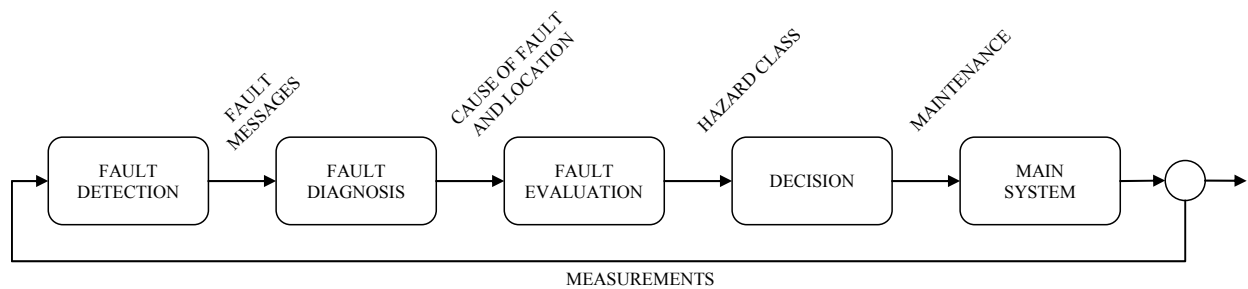 FAULT
MESSAGES
CAUSE OF FAULT
AND LOCATION
HAZARD CLASS
MAINTENANCE
FAULT
DETECTION
FAULT
DIAGNOSIS
FAULT
EVALUATION
DECISION
MAIN
SYSTEM
MEASUREMENTS